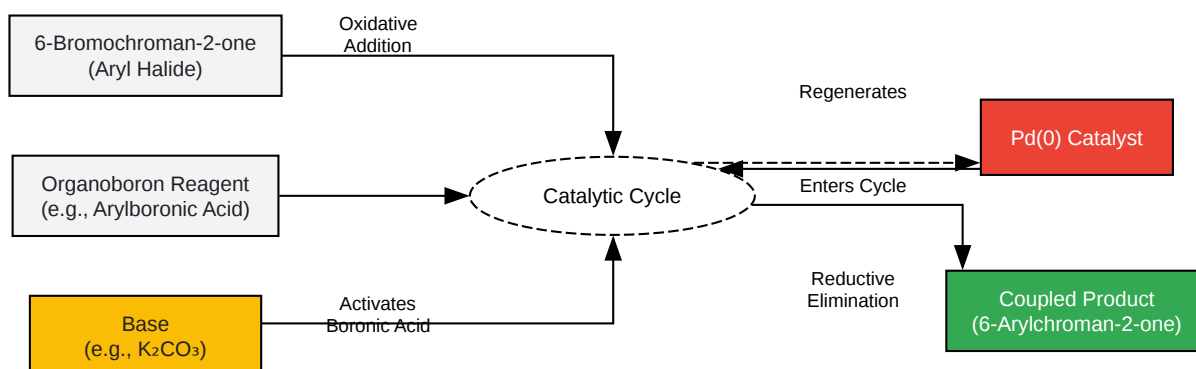 6-Bromochroman-2-one
(Aryl Halide)
Oxidative
Addition
Regenerates
Pd(0) Catalyst
Organoboron Reagent
(e.g., Arylboronic Acid)
Catalytic Cycle
Enters Cycle
Base
(e.g., K₂CO₃)
Activates
Boronic Acid
Reductive
Elimination
Coupled Product
(6-Arylchroman-2-one)